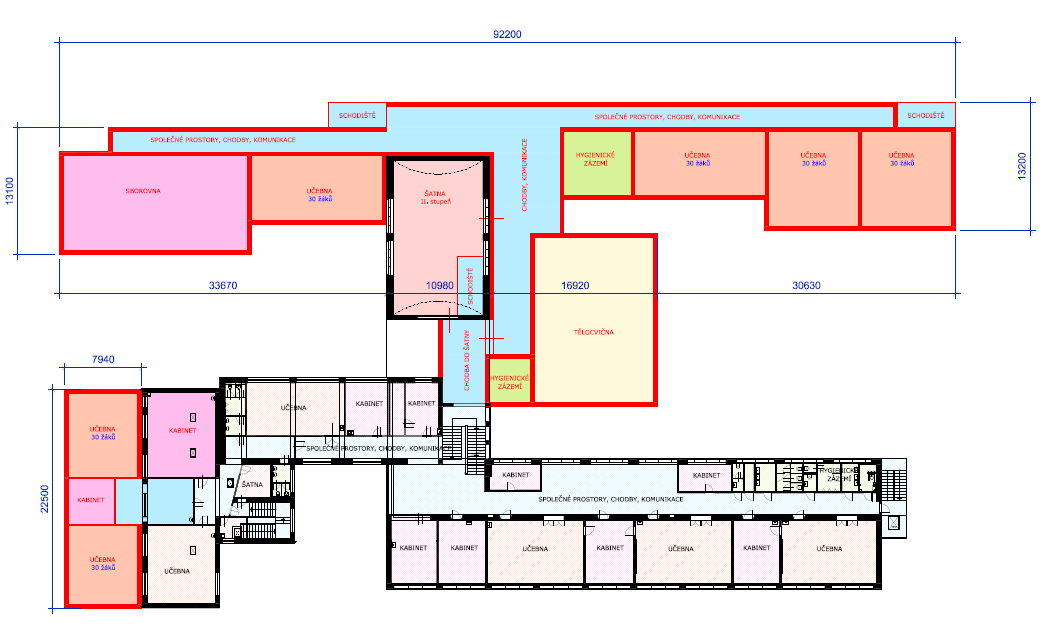 92200
SCHODIŠTĚ
SPOLEČNÉ PROSTORY, CHODBY, KOMUNIKACE
SCHODIŠTĚ
SPOLEČNÉ PROSTORY, CHODBY, KOMUNIKACE
13100
SBOROVNA
UČEBNA
30 žáků
ŠATNA
II. stupeň
CHODBY, KOMUNIKACE
HYGIENICKÉ
ZÁZEMÍ
UČEBNA
30 žáků
UČEBNA
30 žáků
UČEBNA
30 žáků
13200
SCHODIŠTĚ
33670
10980
16920
30630
TĚLOCVIČNA
CHODBA DO ŠATNY
HYGIENICKÉ
ZÁZEMÍ
7940
22500
UČEBNA
30 žáků
KABINET
UČEBNA
KABINET
KABINET
SPOLEČNÉ PROSTORY, CHODBY, KOMUNIKACE
KABINET
ŠATNA
KABINET
KABINET
HYGIENICKÉ
ZÁZEMÍ
SPOLEČNÉ PROSTORY, CHODBY, KOMUNIKACE
UČEBNA
30 žáků
UČEBNA
KABINET
KABINET
UČEBNA
KABINET
UČEBNA
KABINET
UČEBNA